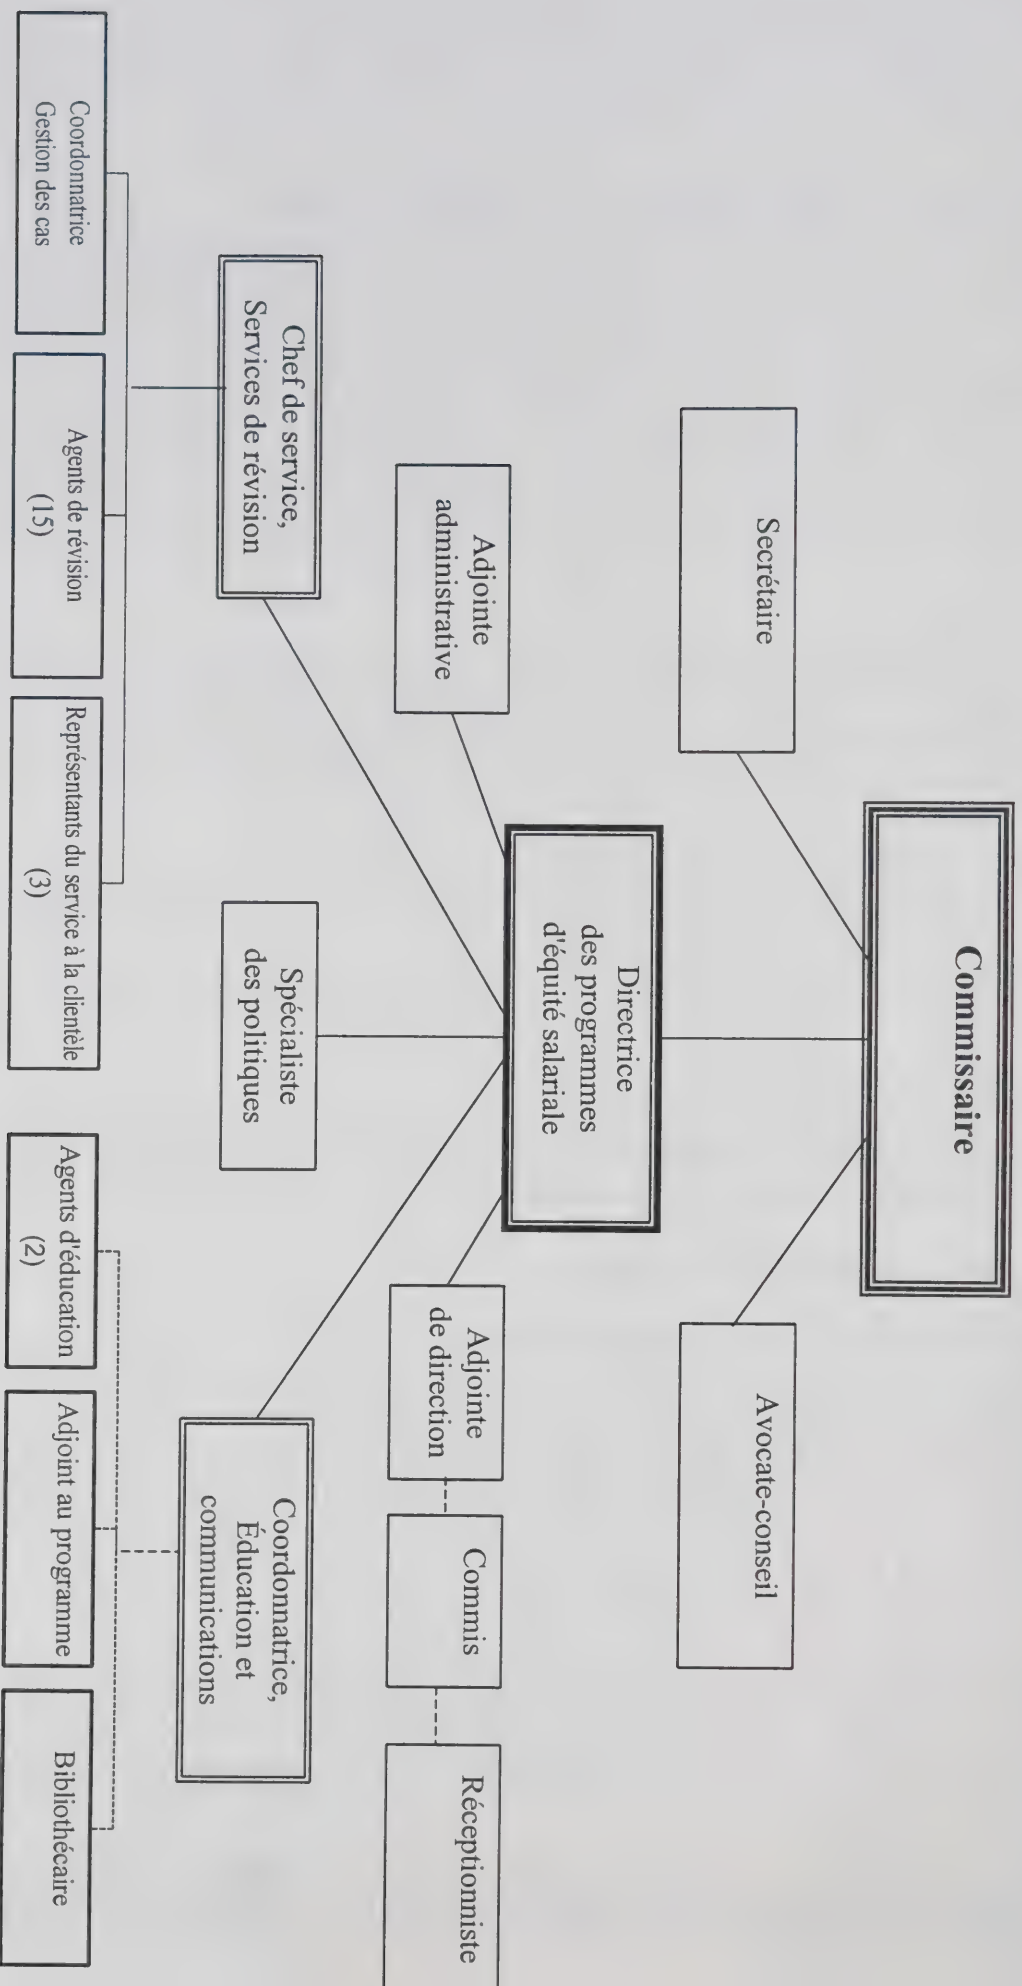 Commissaire
Secrétaire
Avocate-conseil
Directrice
des programmes
d'équité salariale
Adjointe
administrative
Adjointe
de direction
Commis
Réceptionniste
Chef de service,
Services de révision
Spécialiste
des politiques
Coordonnatrice,
Éducation et
communications
Coordonnatrice
Gestion des cas
Agents de révision
(15)
Représentants du service à la clientèle
(3)
Agents d'éducation
(2)
Adjoint au programme
Bibliothécaire